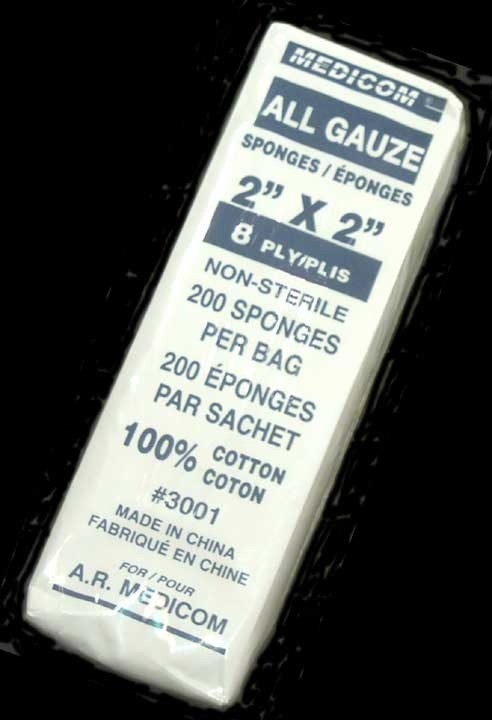 MEDICOM®
ALL GAUZE
SPONGES / ÉPONGES
2" X 2"
8 PLY/PLIS
NON-STERILE
200 SPONGES
PER BAG
200 ÉPONGES
PAR SACHET
100% COTTON
COTON
#3001
MADE IN CHINA
FABRIQUÉ EN CHINE
FOR / POUR
A.R. MEDICOM